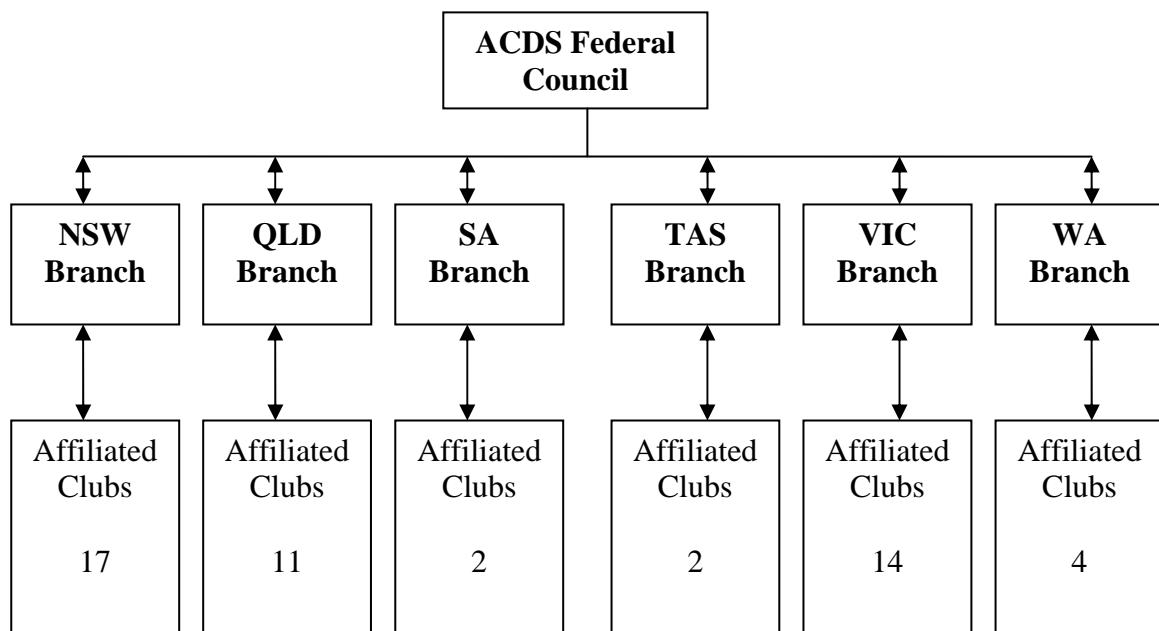 ACDS Federal
Council
NSW
Branch
QLD
Branch
SA
Branch
TAS
Branch
VIC
Branch
WA
Branch
Affiliated
Clubs
17
Affiliated
Clubs
11
Affiliated
Clubs
2
Affiliated
Clubs
2
Affiliated
Clubs
14
Affiliated
Clubs
4